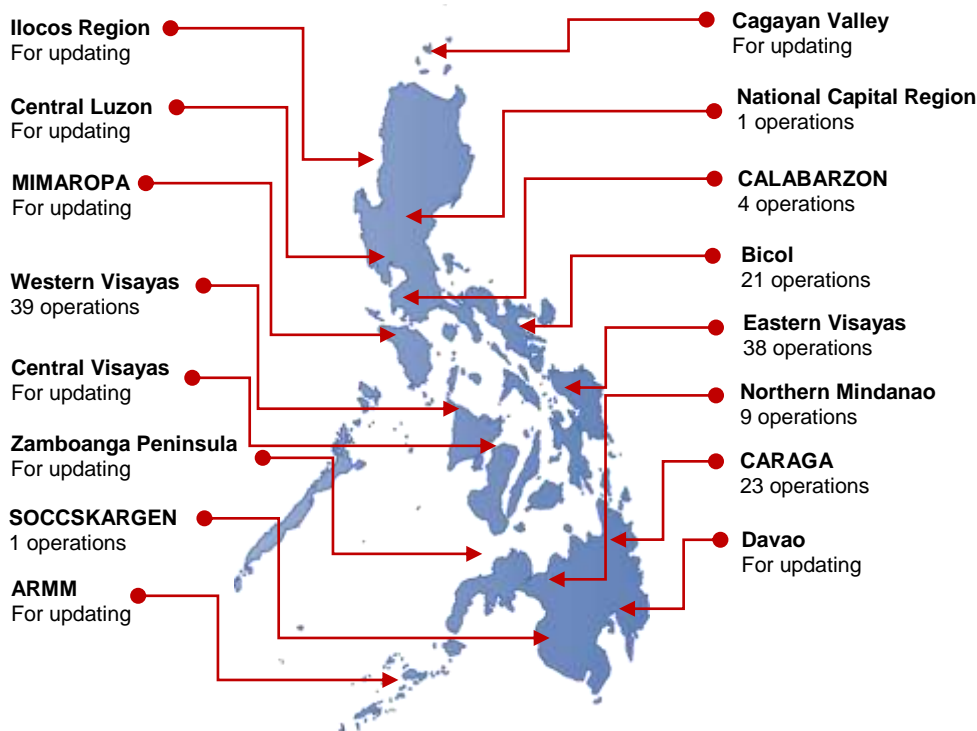 Ilocos Region
For updating
Central Luzon
For updating
MIMAROPA
For updating
Western Visayas
39 operations
Central Visayas
For updating
Zamboanga Peninsula
For updating
SOCCSKARGEN
1 operations
ARMM
For updating
Cagayan Valley
For updating
National Capital Region
1 operations
CALABARZON
4 operations
Bicol
21 operations
Eastern Visayas
38 operations
Northern Mindanao
9 operations
CARAGA
23 operations
Davao
For updating